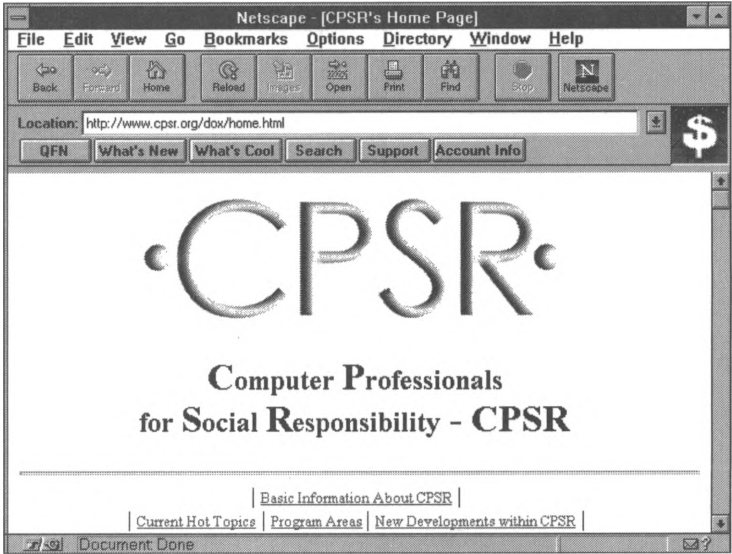 Netscape - [CPSR's Home Page]
File Edit View Go Bookmarks Options Directory Window Help
Back Forward Home Reload Images Open Print Find Stop Netscape
Location: http://www.cpsr.org/dox/home.html
QFN What's New What's Cool Search Support Account Info
CPSR
Computer Professionals
for Social Responsibility - CPSR
Basic Information About CPSR
Current Hot Topics | Program Areas | New Developments within CPSR
Document: Done